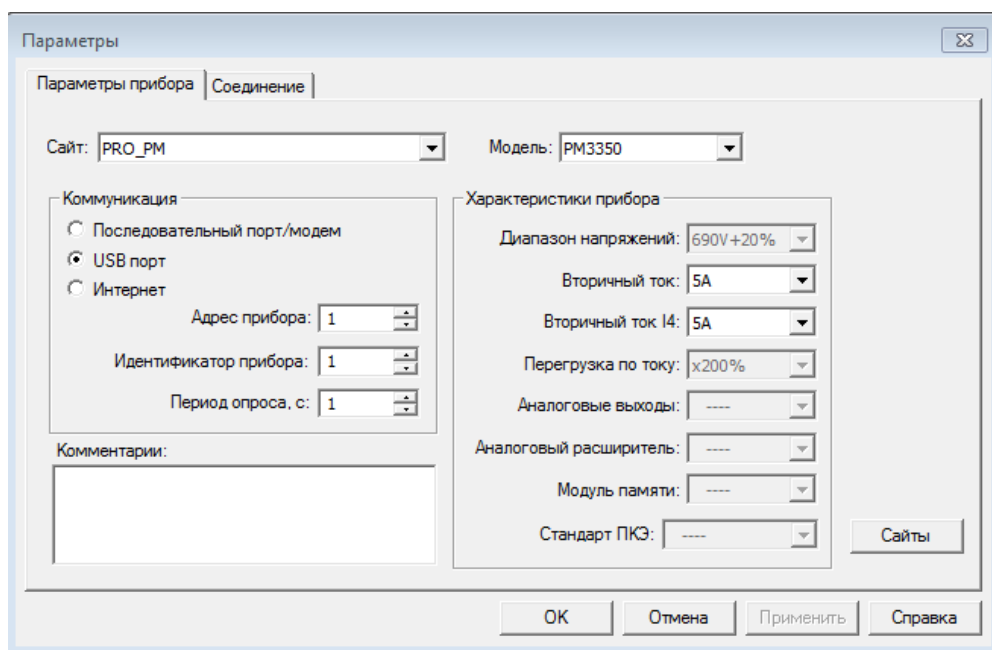 Параметры
Параметры прибора Соединение
Сайт: PRO_PM Модель: PM3350
Коммуникация
Последовательный порт/модем
USB порт
Интернет
Адрес прибора: 1
Идентификатор прибора: 1
Период опроса, с: 1
Комментарии:
Характеристики прибора
Диапазон напряжений: 690V+20%
Вторичный ток: 5A
Вторичный ток I4: 5A
Перегрузка по току: x200%
Аналоговые выходы: ----
Аналоговый расширитель: ----
Модуль памяти: ----
Стандарт ПКЭ: ----
Сайты
OK Отмена Применить Справка